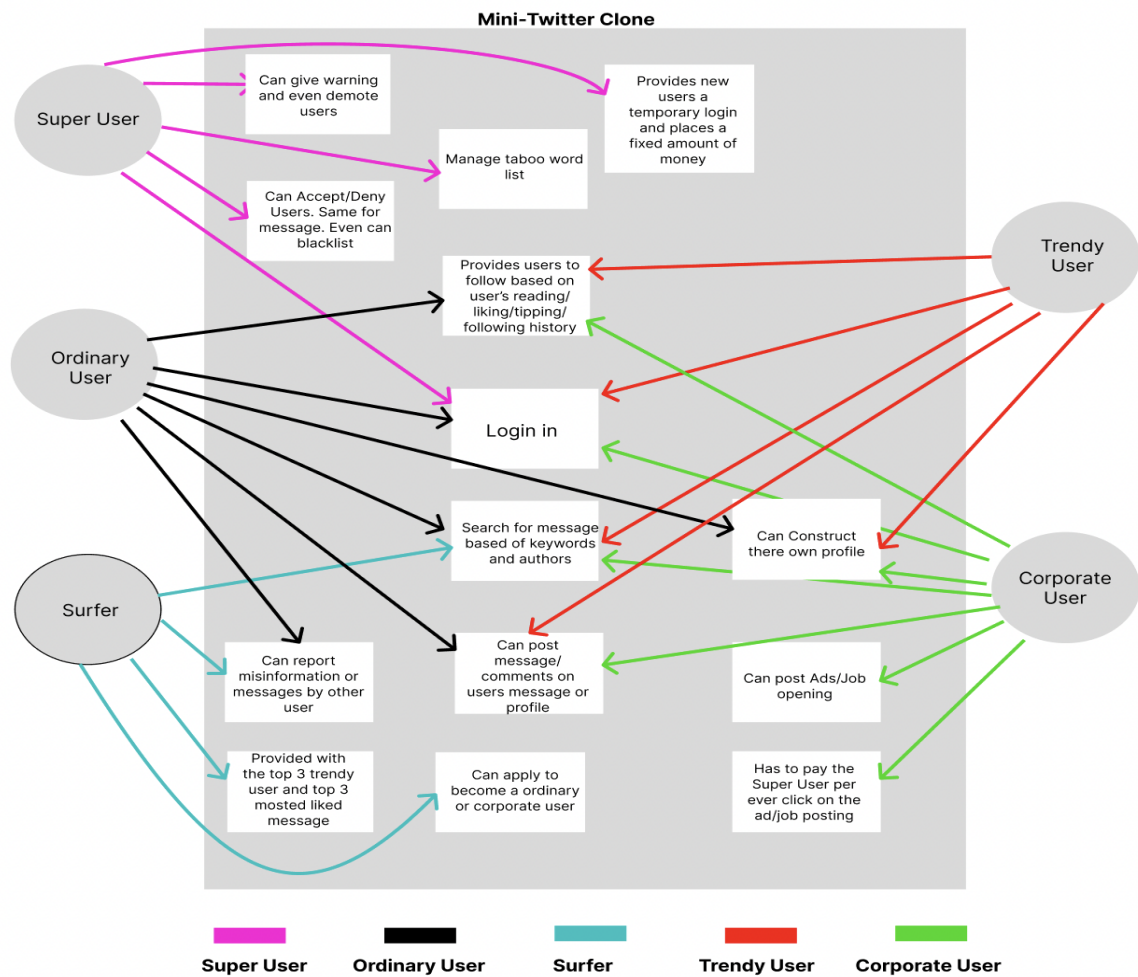 Mini-Twitter Clone
Super User
Can give warning
and even demote
users
Provides new
users a
temporary login
and places a
fixed amount of
money
Manage taboo word
list
Can Accept/Deny
Users. Same for
message. Even can
blacklist
Trendy
User
Provides users to
follow based on
user's reading/
liking/tipping/
following history
Ordinary
User
Login in
Search for message
based of keywords
and authors
Can Construct
there own profile
Corporate
User
Surfer
Can report
misinformation or
messages by other
user
Can post
message/
comments on
users message or
profile
Can post Ads/Job
opening
Provided with
the top 3 trendy
user and top 3
mosted liked
message
Can apply to
become a ordinary
or corporate user
Has to pay the
Super User per
ever click on the
ad/job posting
Super User
Ordinary User
Surfer
Trendy User
Corporate User